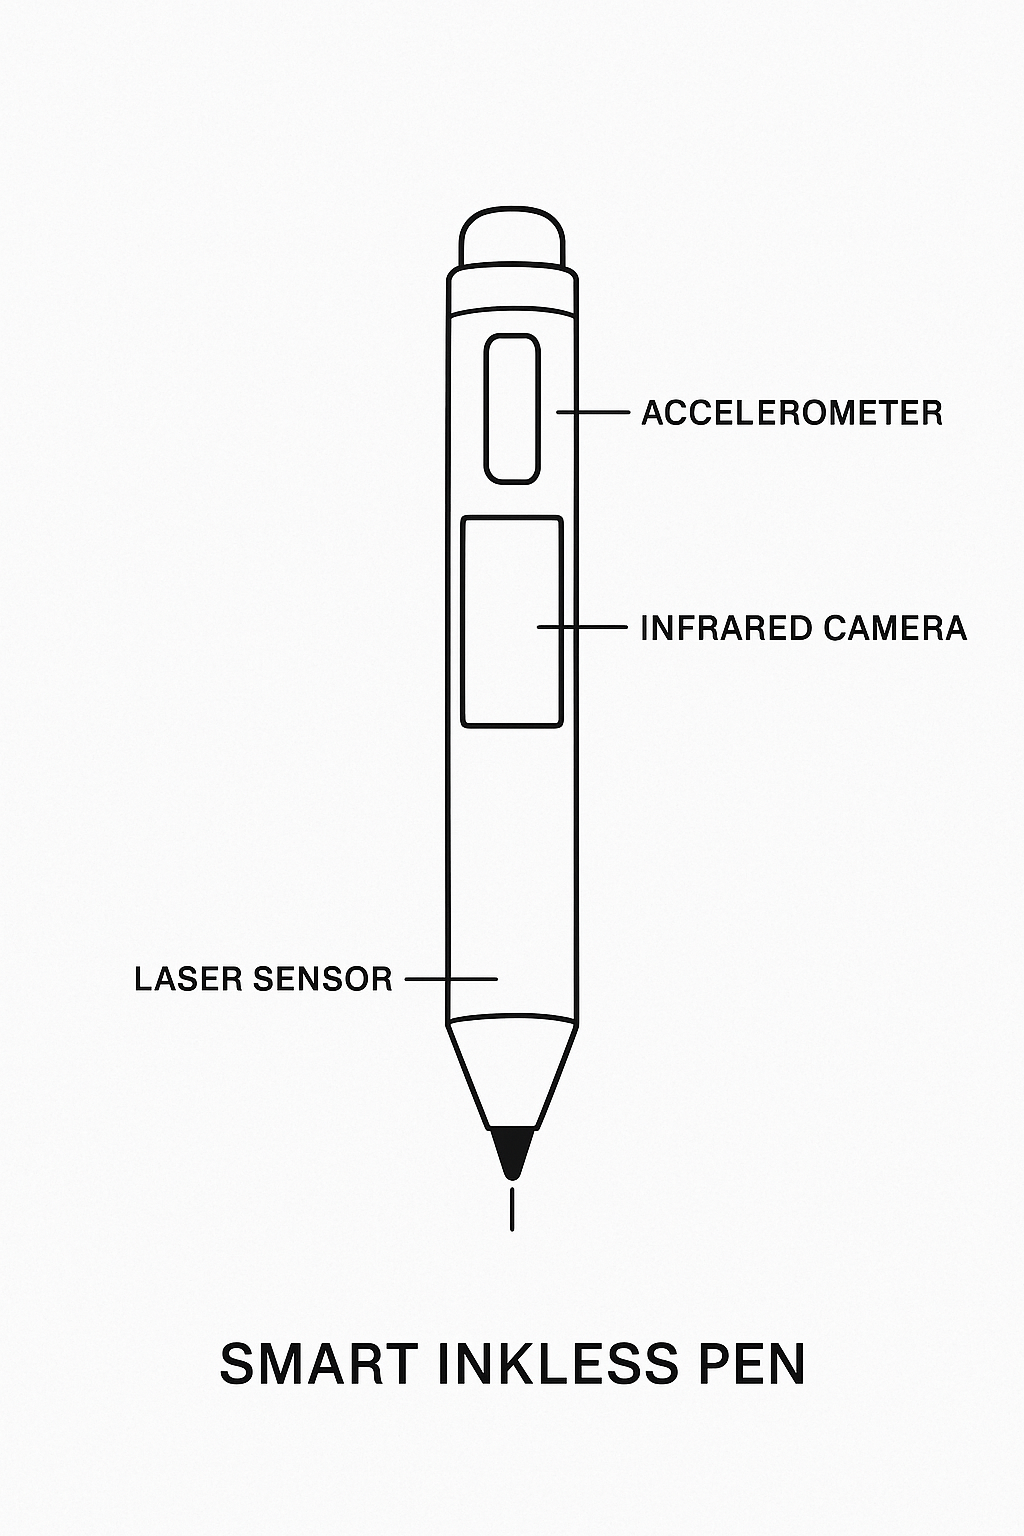 ACCELEROMETER
INFRARED CAMERA
LASER SENSOR
SMART INKLESS PEN